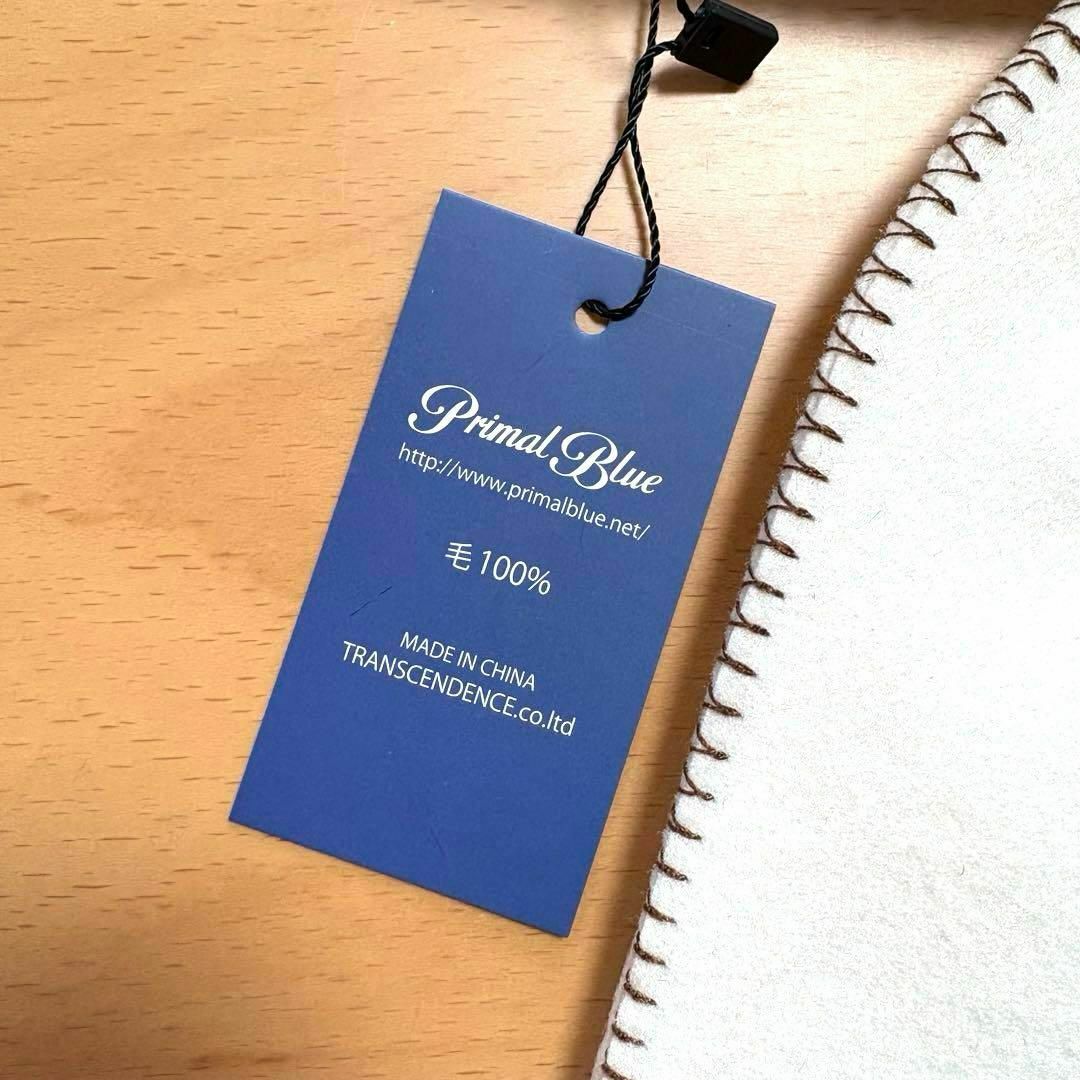 Primal Blue
http://www.primalblue.net/
毛 100%
MADE IN CHINA
TRANSCENDENCE.co.ltd